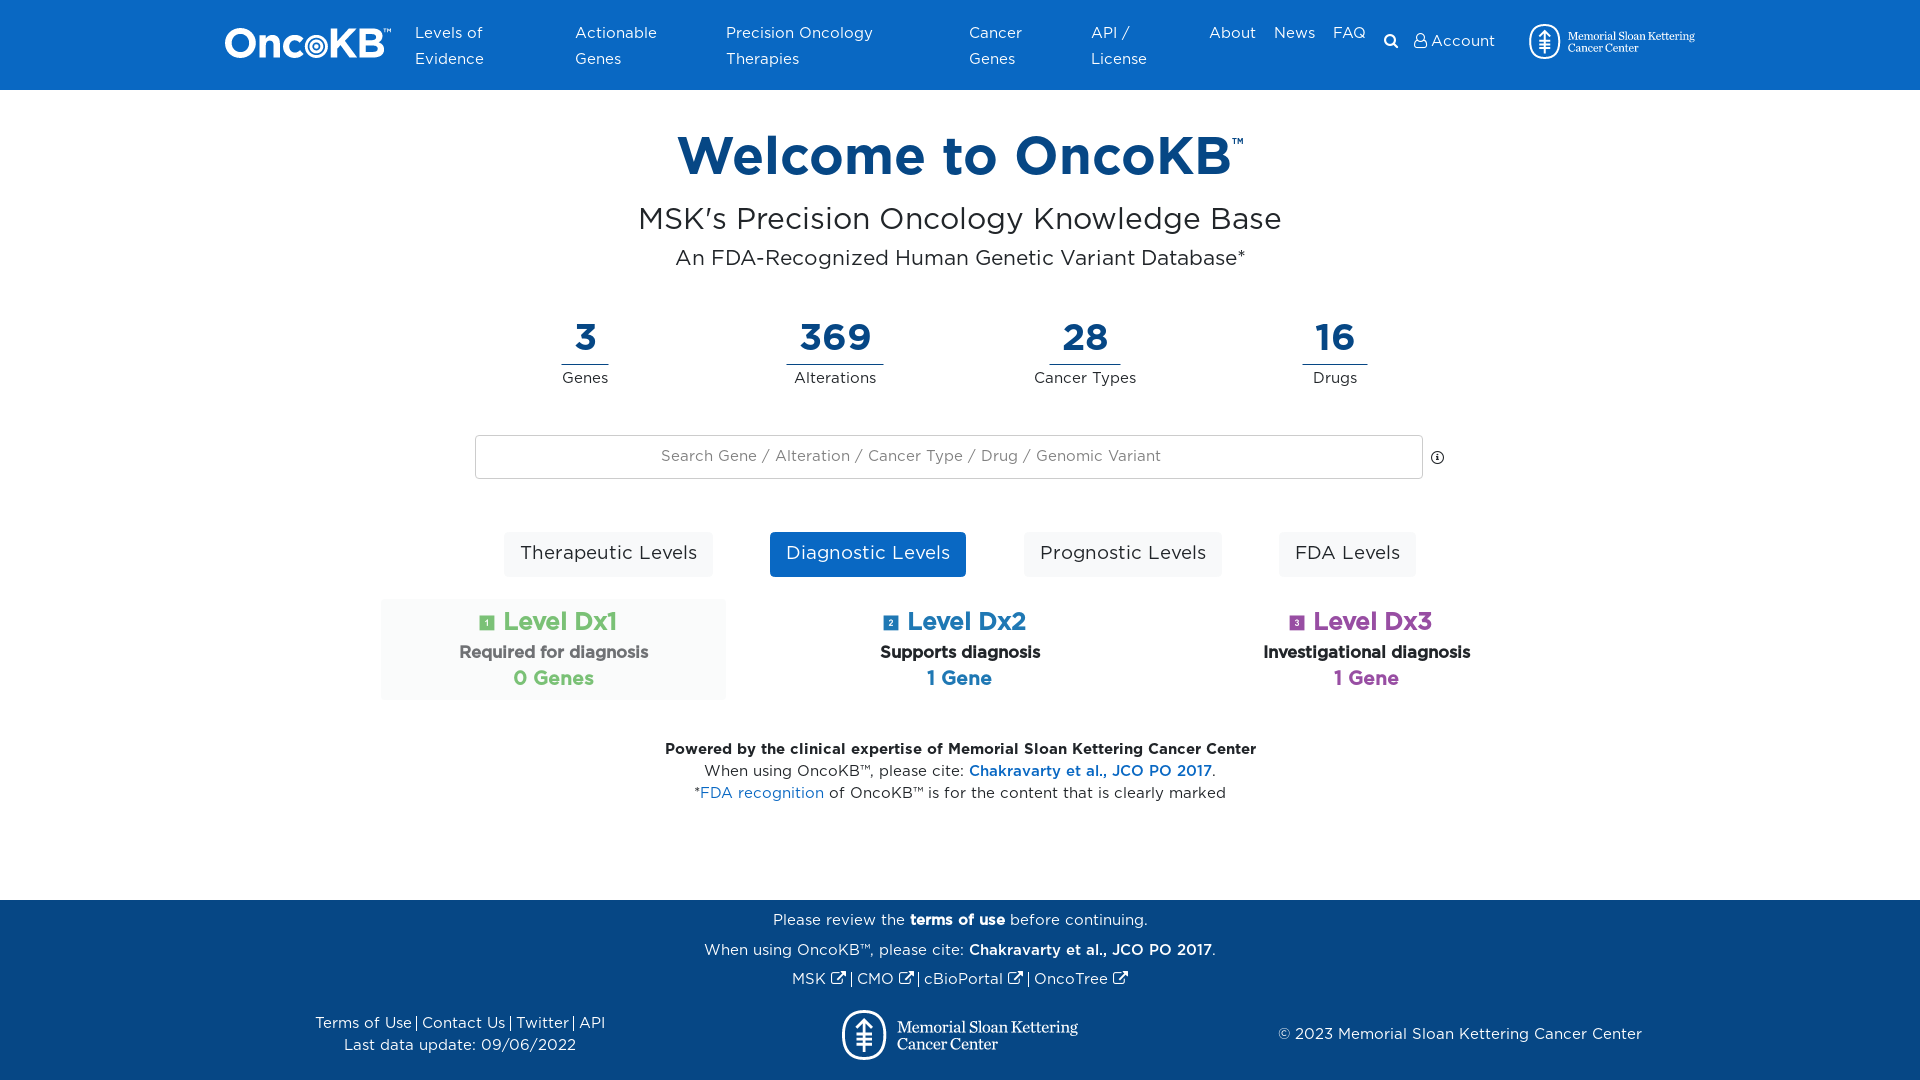 OncoKB™
Levels of Evidence
Actionable Genes
Precision Oncology Therapies
Cancer Genes
API / License
About
News
FAQ
Account
Memorial Sloan Kettering Cancer Center
Welcome to OncoKB™
MSK's Precision Oncology Knowledge Base
An FDA-Recognized Human Genetic Variant Database*
3
Genes
369
Alterations
28
Cancer Types
16
Drugs
Search Gene / Alteration / Cancer Type / Drug / Genomic Variant
Therapeutic Levels
Diagnostic Levels
Prognostic Levels
FDA Levels
1 Level Dx1
Required for diagnosis
0 Genes
2 Level Dx2
Supports diagnosis
1 Gene
3 Level Dx3
Investigational diagnosis
1 Gene
Powered by the clinical expertise of Memorial Sloan Kettering Cancer Center
When using OncoKB™, please cite: Chakravarty et al., JCO PO 2017.
*FDA recognition of OncoKB™ is for the content that is clearly marked
Please review the terms of use before continuing.
When using OncoKB™, please cite: Chakravarty et al., JCO PO 2017.
MSK | CMO | cBioPortal | OncoTree
Terms of Use | Contact Us | Twitter | API
Last data update: 09/06/2022
Memorial Sloan Kettering
Cancer Center
© 2023 Memorial Sloan Kettering Cancer Center